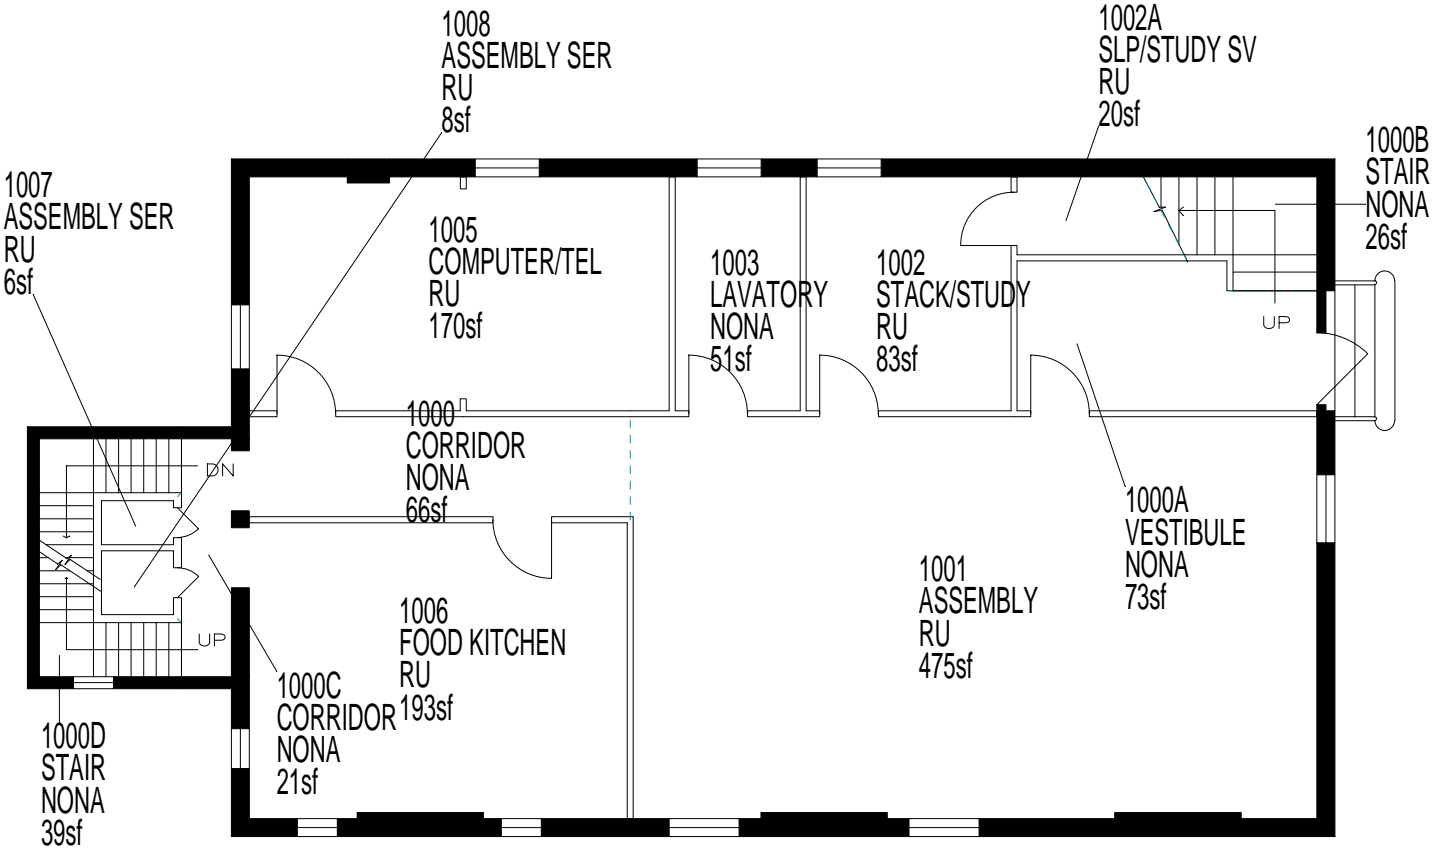 1008
ASSEMBLY SER
RU
8sf
1002A
SLP/STUDY SV
RU
20sf
1000B
STAIR
NONA
26sf
1007
ASSEMBLY SER
RU
6sf
1005
COMPUTER/TEL
RU
170sf
1003
LAVATORY
NONA
51sf
1002
STACK/STUDY
RU
83sf
UP
1000
CORRIDOR
NONA
66sf
DN
1000A
VESTIBULE
NONA
73sf
1001
ASSEMBLY
RU
475sf
1006
FOOD KITCHEN
RU
193sf
UP
1000C
CORRIDOR
NONA
21sf
1000D
STAIR
NONA
39sf